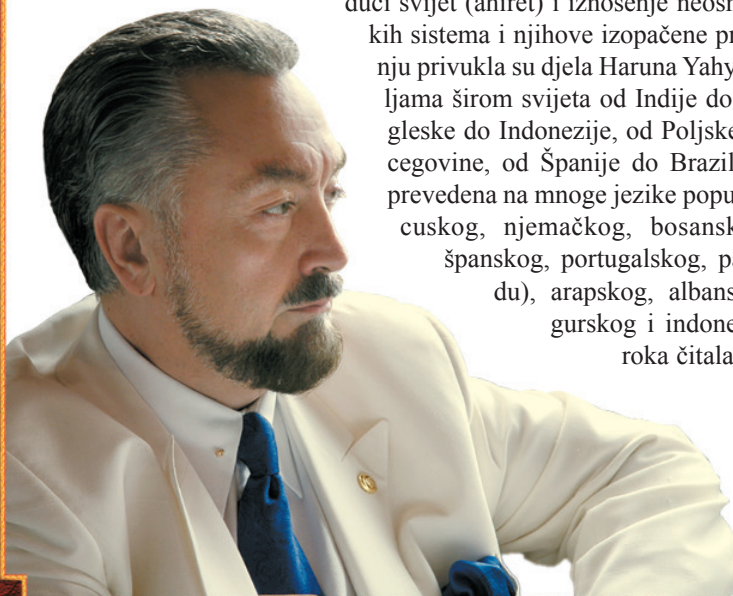 dući svijet (ahiret) i iznošenje neosn
kih sistema i njihove izopačene pr
nju privukla su djela Haruna Yahy
ljama širom svijeta od Indije do
gleske do Indonezije, od Poljske
cegovine, od Španije do Brazil
prevedena na mnoge jezike popu
cuskog, njemačkog, bosansk
španskog, portugalskog, pa
du), arapskog, albans
gurskog i indone
roka čitala